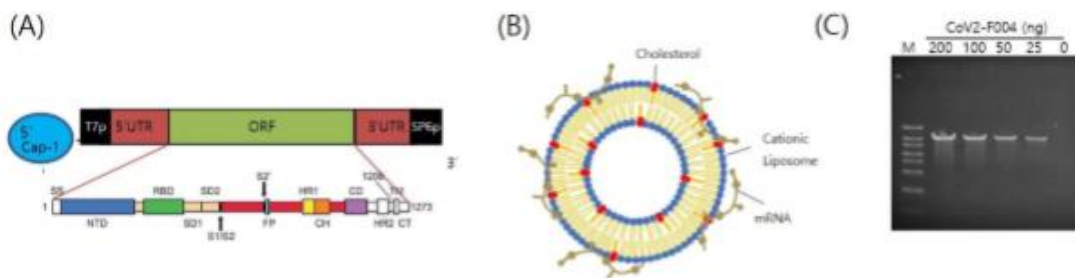 (A)
5'
Cap-1
T7p 5'UTR ORF 3'UTR SP6p
SS RBD SD2 S2' HR1 CD 1208 TM
1 1273
NTD SD1 S1/S2 FP CH HR2 CT
(B)
Cholesterol
Cationic
Liposome
mRNA
(C)
CoV2-F004 (ng)
M 200 100 50 25 0